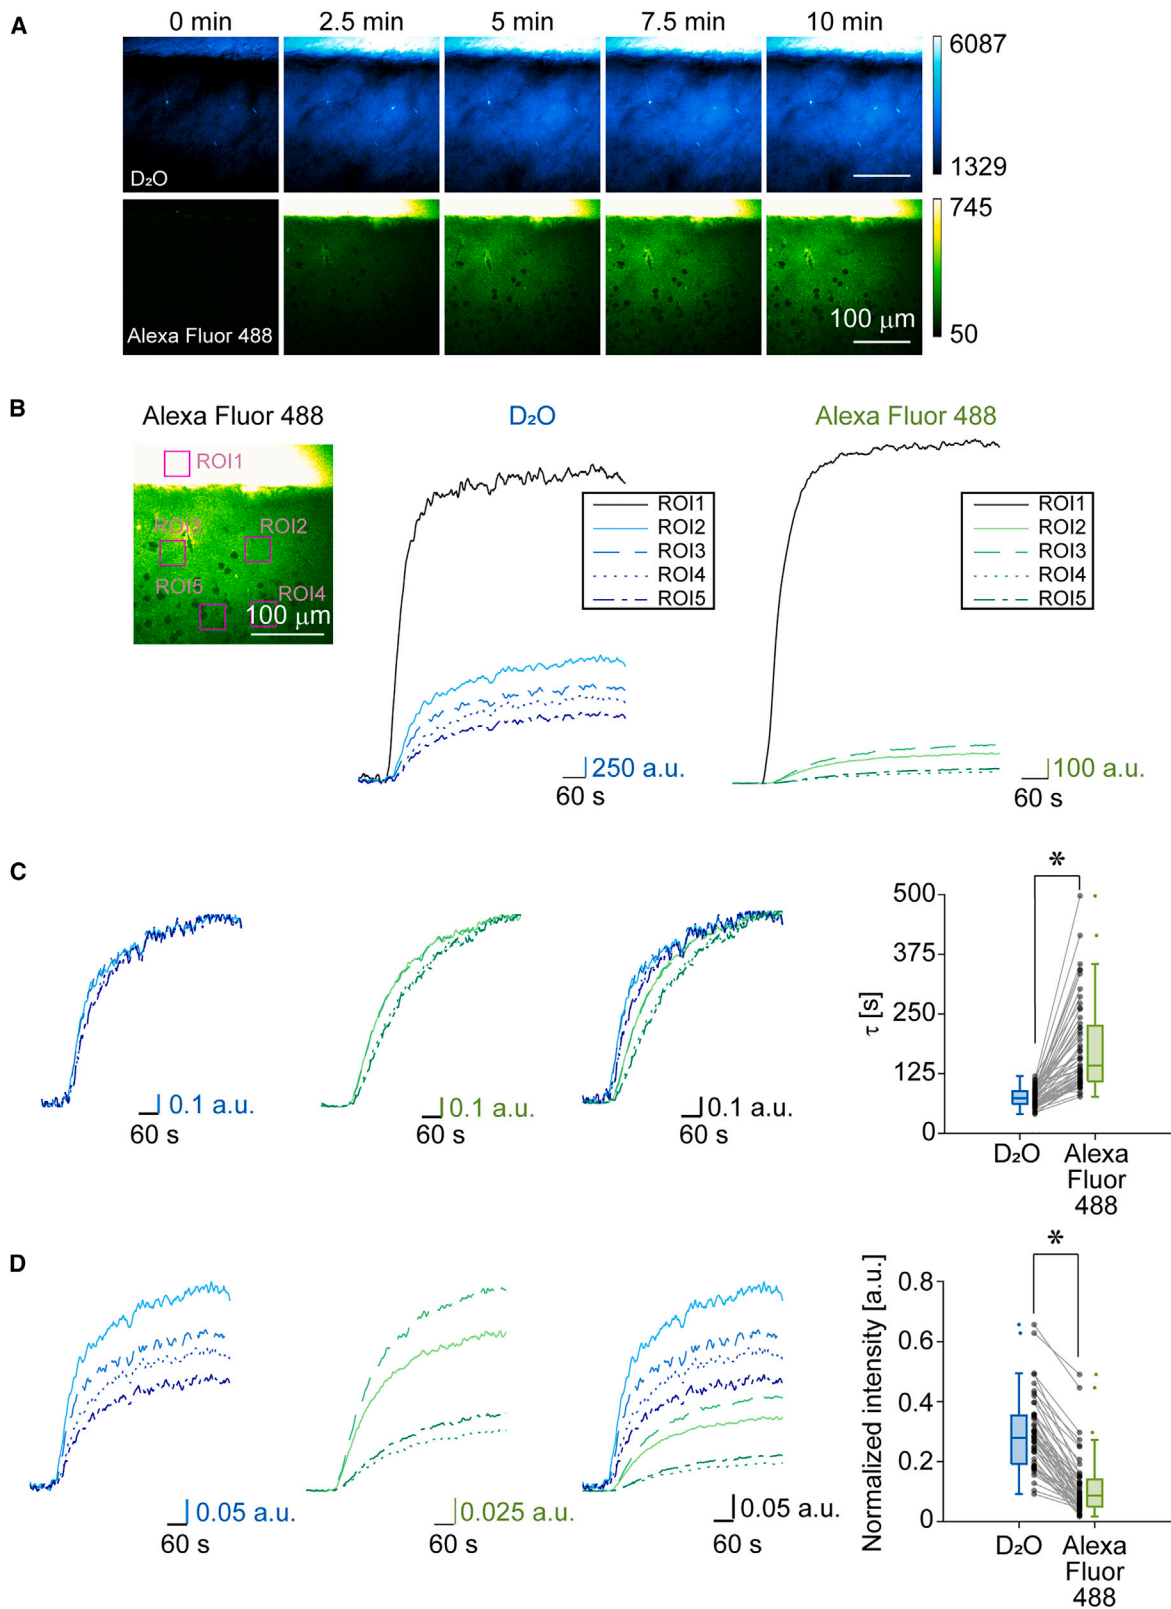 A
0 min 2.5 min 5 min 7.5 min 10 min
6087
1329
D₂O
745
50
Alexa Fluor 488
100 μm
B
Alexa Fluor 488
D₂O
Alexa Fluor 488
ROI1
ROI3
ROI2
ROI5
ROI4
100 μm
ROI1
ROI2
ROI3
ROI4
ROI5
250 a.u.
60 s
ROI1
ROI2
ROI3
ROI4
ROI5
100 a.u.
60 s
C
0.1 a.u.
60 s
0.1 a.u.
60 s
0.1 a.u.
60 s
*
τ [s]
500
375
250
125
0
D₂O
Alexa
Fluor
488
D
0.05 a.u.
60 s
0.025 a.u.
60 s
0.05 a.u.
60 s
*
Normalized intensity [a.u.]
0.8
0.6
0.4
0.2
0
D₂O
Alexa
Fluor
488